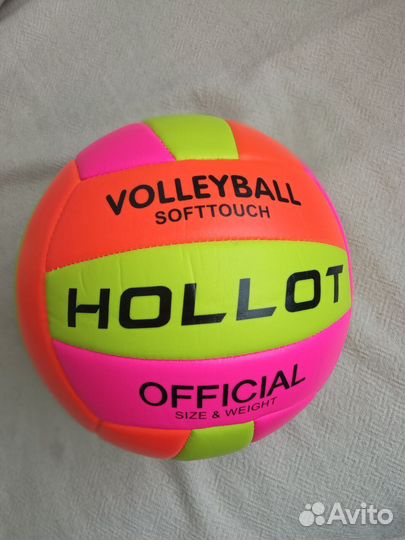 VOLLEYBALL
SOFTTOUCH
HOLLOT
OFFICIAL
SIZE & WEIGHT
Avito